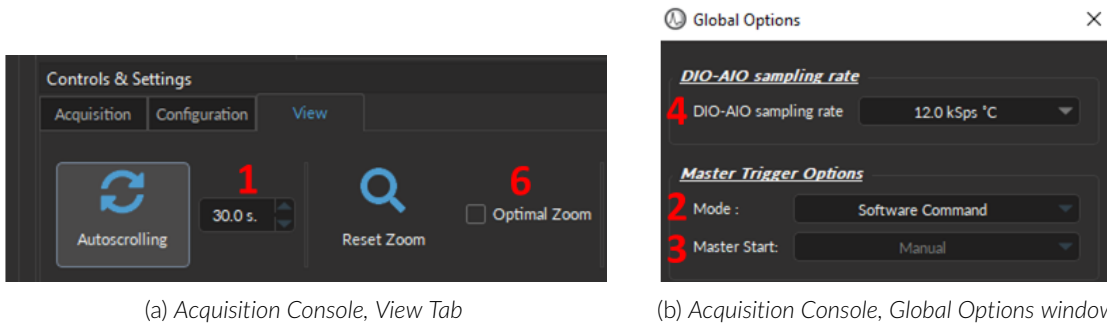 Controls & Settings
Acquisition Configuration View
1
30.0 s.
Autoscrolling
Reset Zoom
6
Optimal Zoom
(a) Acquisition Console, View Tab
Global Options
DIO-AIO sampling rate
4 DIO-AIO sampling rate 12.0 kSps °C
Master Trigger Options
2 Mode : Software Command
3 Master Start: Manual
(b) Acquisition Console, Global Options window